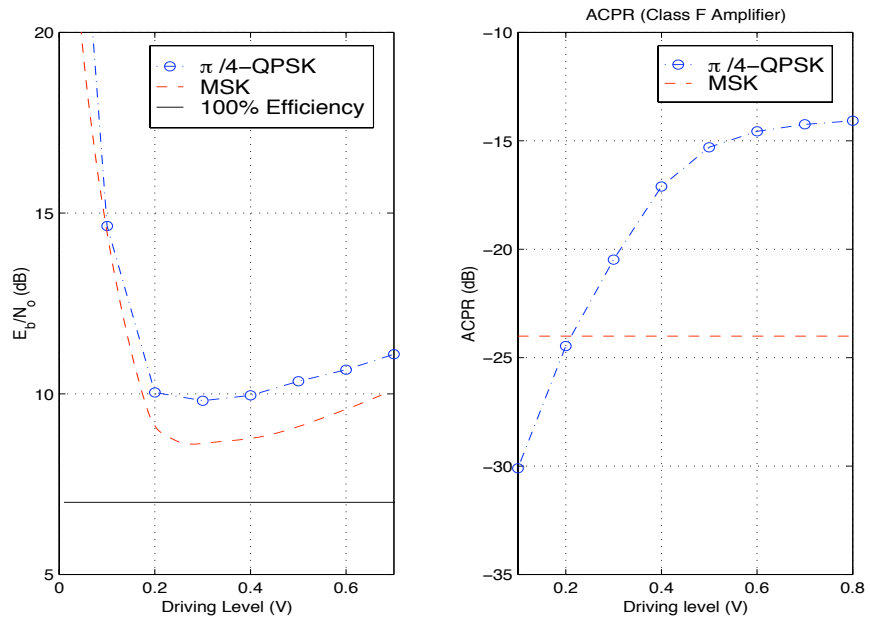 20
15
10
5
E_b/N_o (dB)
π /4−QPSK
MSK
100% Efficiency
0
0.2
0.4
0.6
Driving Level (V)
ACPR (Class F Amplifier)
−10
−15
−20
−25
−30
−35
ACPR (dB)
π /4−QPSK
MSK
0.2
0.4
0.6
0.8
Driving level (V)